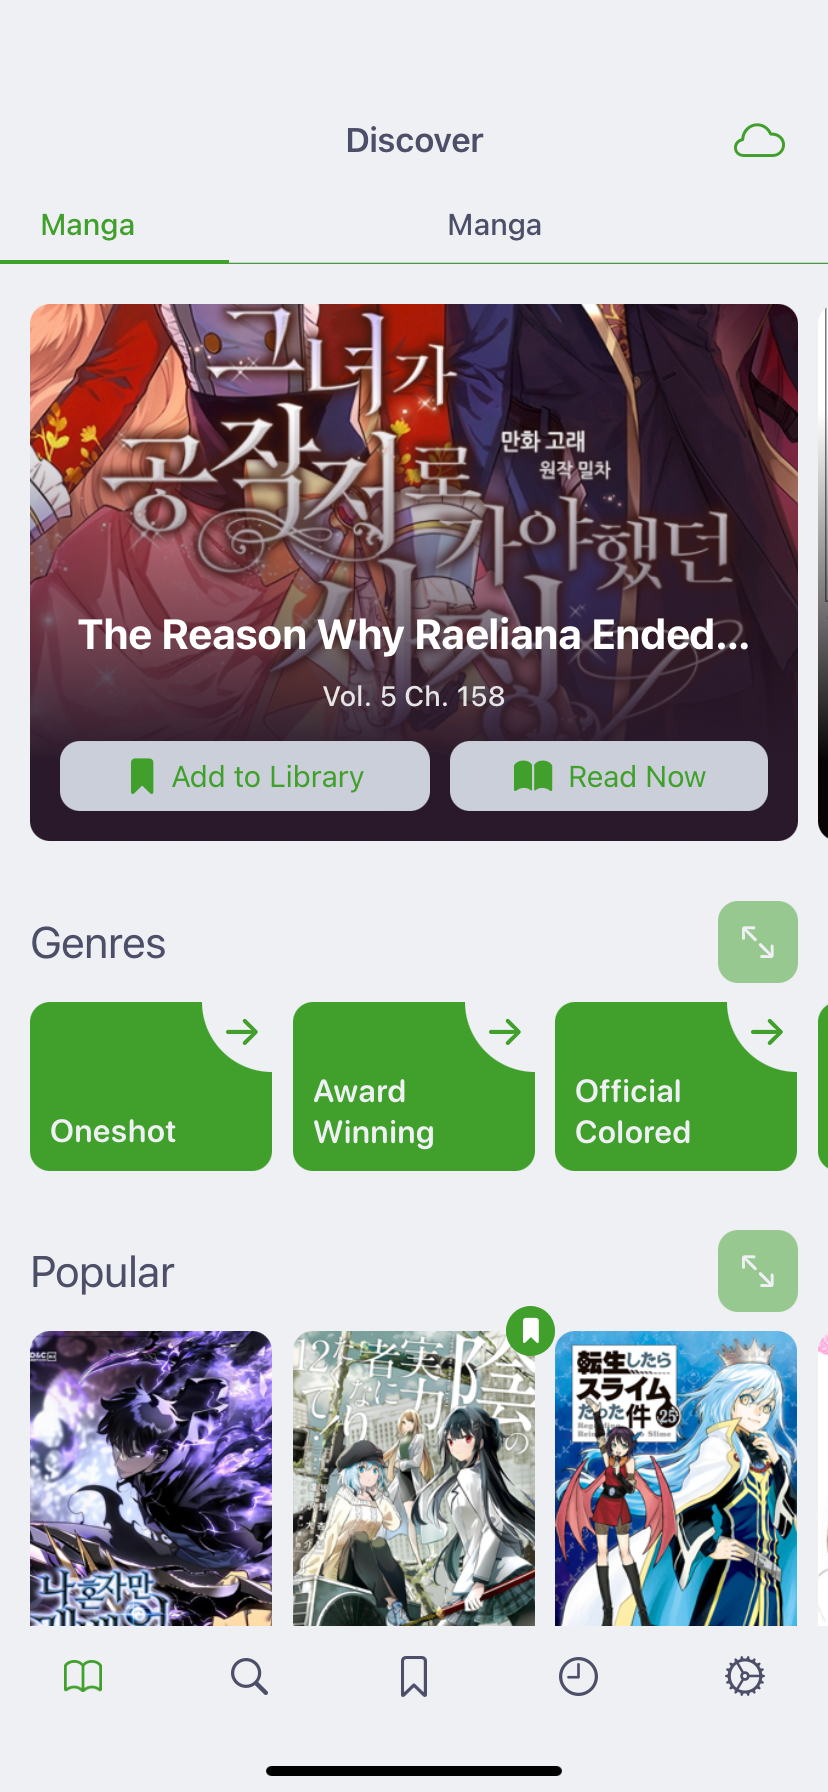 Discover
Manga
Manga
그녀가
공작저로
만화 고래
원작 밀차
가야 했던
사정
The Reason Why Raeliana Ended...
Vol. 5 Ch. 158
Add to Library
Read Now
Genres
Oneshot
Award
Winning
Official
Colored
Popular
D&C
나 혼자만
레벨업
陰の
実力
者に
なり
たくて!
12
転生したら
スライム
だった件
25